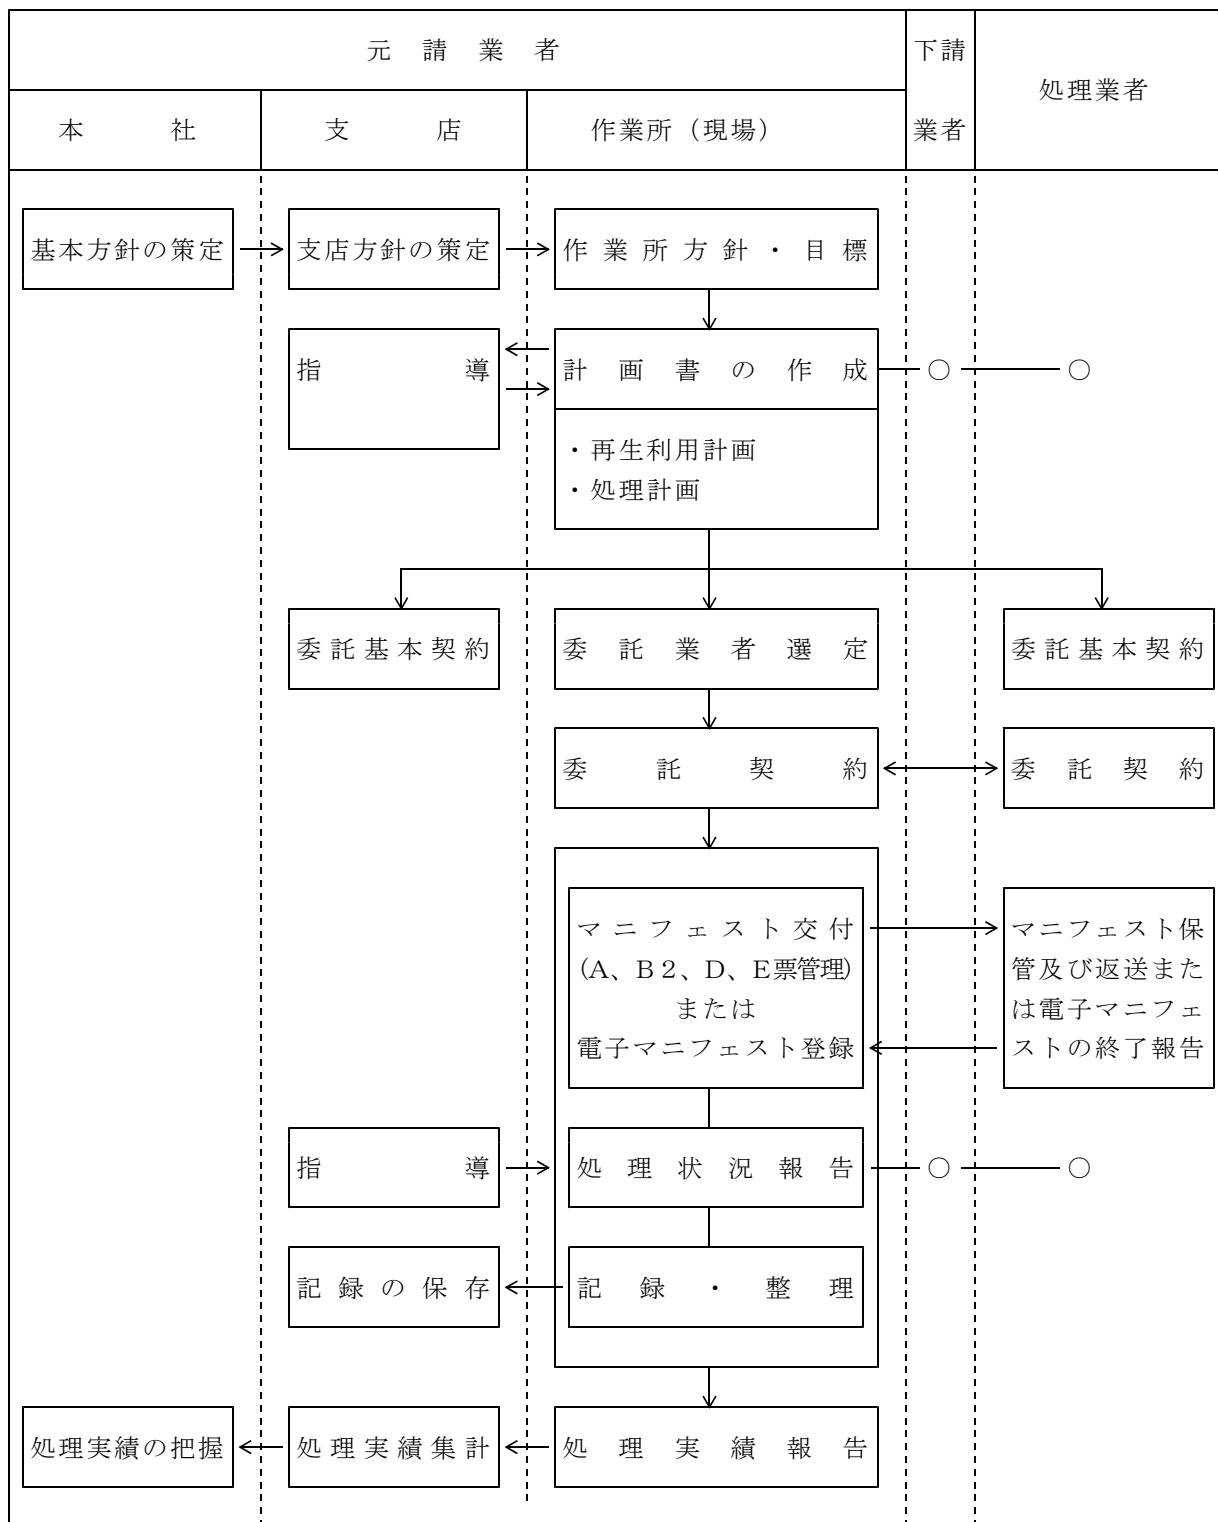 元請業者
下請
業者
処理業者
本社
支店
作業所（現場）
基本方針の策定
支店方針の策定
作業所方針・目標
指導
計画書の作成
○
○
・再生利用計画
・処理計画
委託基本契約
委託業者選定
委託基本契約
委託契約
委託契約
マニフェスト交付
（A、B２、D、E票管理）
または
電子マニフェスト登録
マニフェスト保
管及び返送また
は電子マニフェ
ストの終了報告
指導
処理状況報告
○
○
記録の保存
記録・整理
処理実績の把握
処理実績集計
処理実績報告